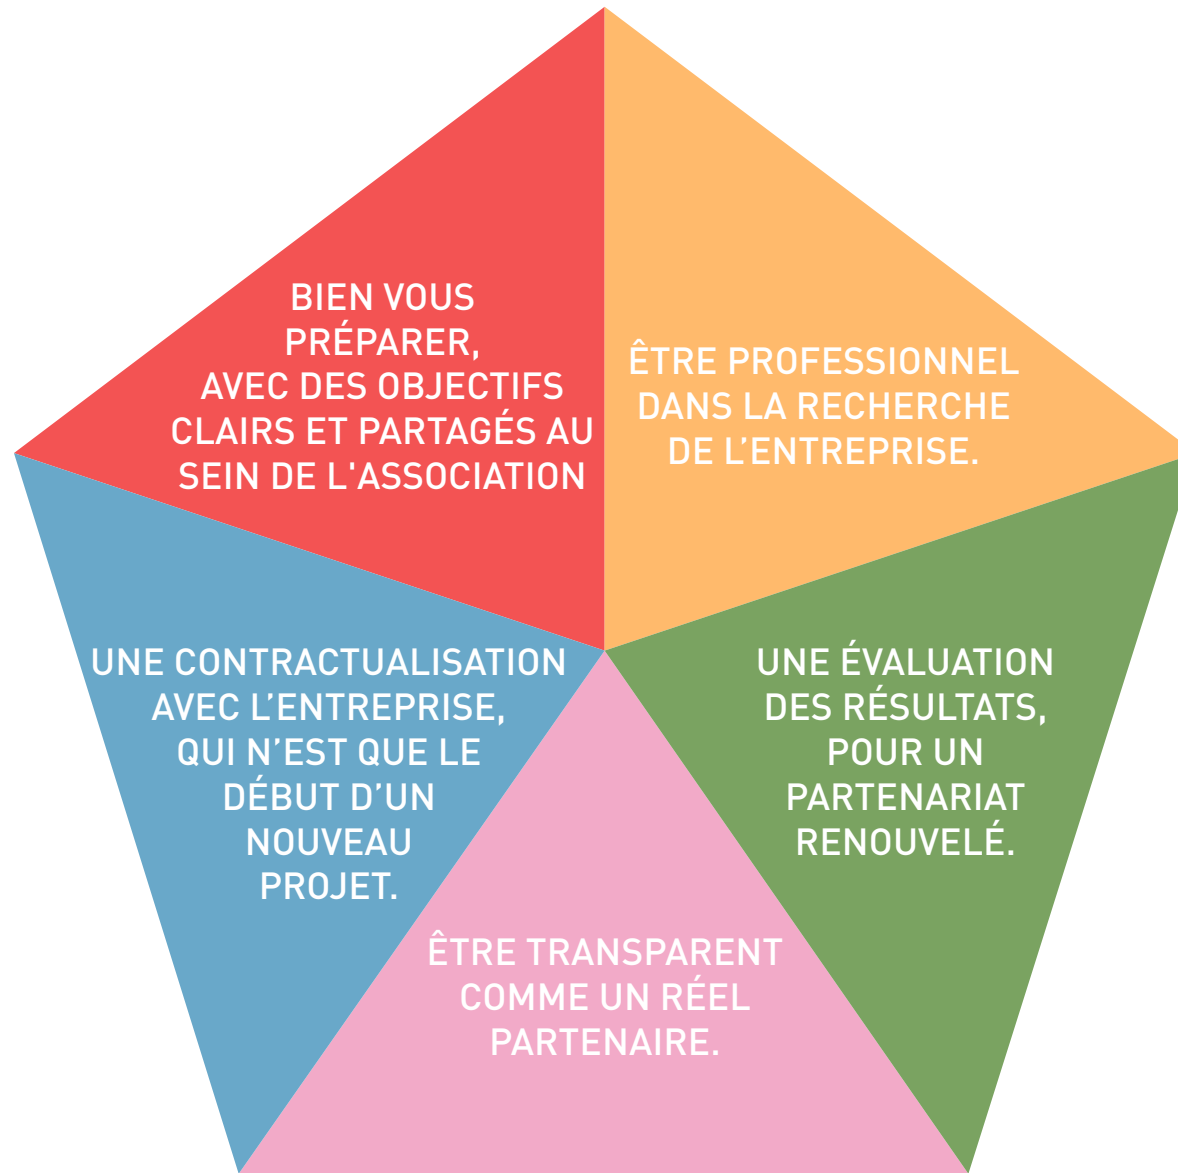 BIEN VOUS
PRÉPARER,
AVEC DES OBJECTIFS
CLAIRS ET PARTAGÉS AU
SEIN DE L'ASSOCIATION
ÊTRE PROFESSIONNEL
DANS LA RECHERCHE
DE L’ENTREPRISE.
UNE CONTRACTUALISATION
AVEC L’ENTREPRISE,
QUI N’EST QUE LE
DÉBUT D’UN
NOUVEAU
PROJET.
UNE ÉVALUATION
DES RÉSULTATS,
POUR UN
PARTENARIAT
RENOUVELÉ.
ÊTRE TRANSPARENT
COMME UN RÉEL
PARTENAIRE.